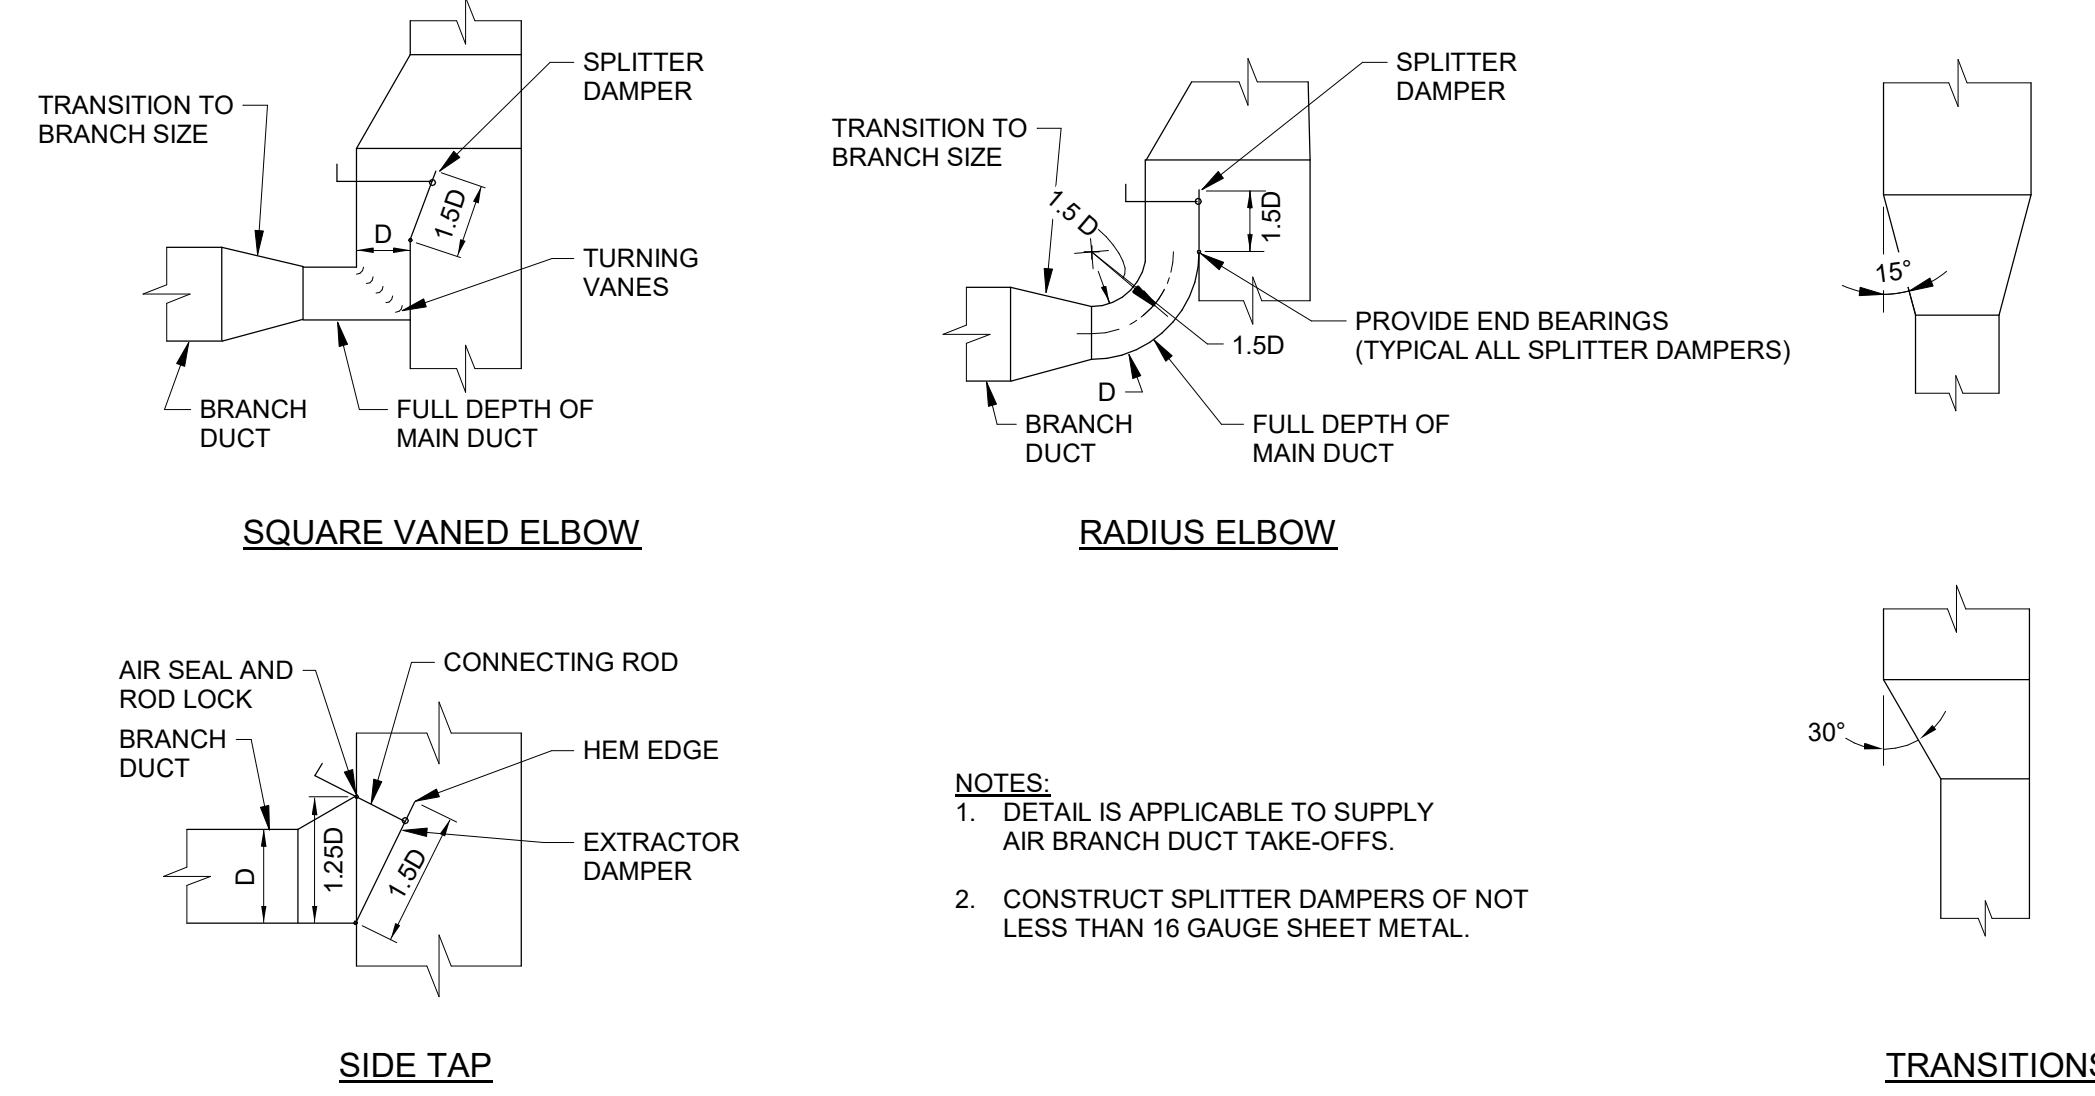 SPLITTER
DAMPER
TRANSITION TO
BRANCH SIZE
1.5D
D
TURNING
VANES
BRANCH
DUCT
FULL DEPTH OF
MAIN DUCT
SQUARE VANED ELBOW
SPLITTER
DAMPER
TRANSITION TO
BRANCH SIZE
1.5 D
1.5D
PROVIDE END BEARINGS
(TYPICAL ALL SPLITTER DAMPERS)
1.5D
D
BRANCH
DUCT
FULL DEPTH OF
MAIN DUCT
RADIUS ELBOW
15°
AIR SEAL AND
ROD LOCK
CONNECTING ROD
BRANCH
DUCT
HEM EDGE
D
1.25D
1.5D
EXTRACTOR
DAMPER
SIDE TAP
NOTES:
1. DETAIL IS APPLICABLE TO SUPPLY
AIR BRANCH DUCT TAKE-OFFS.
2. CONSTRUCT SPLITTER DAMPERS OF NOT
LESS THAN 16 GAUGE SHEET METAL.
30°
TRANSITIONS